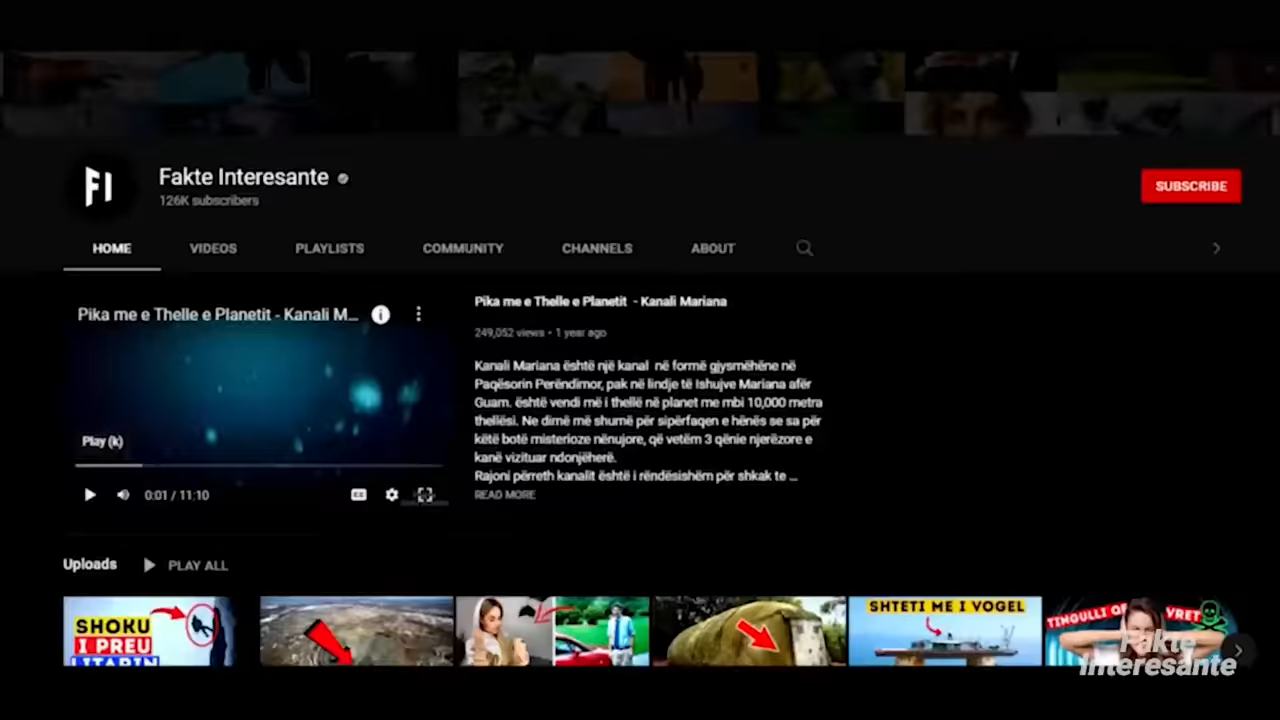 FI
Fakte Interesante
126K subscribers
SUBSCRIBE
HOME
VIDEOS
PLAYLISTS
COMMUNITY
CHANNELS
ABOUT
Pika me e Thelle e Planetit - Kanali M...
Play (k)
0:01 / 11:10
Pika me e Thelle e Planetit - Kanali Mariana
249,052 views • 1 year ago
Kanali Mariana është një kanal në formë gjysmëhëne në
Paqësorin Perëndimor, pak në lindje të Ishujve Mariana afër
Guam. është vendi më i thellë në planet me mbi 10,000 metra
thellësi. Ne dimë më shumë për sipërfaqen e hënës se sa për
këtë botë misterioze nënujore, që vetëm 3 qënie njerëzore e
kanë vizituar ndonjëherë.
Rajoni përreth kanalit është i rëndësishëm për shkak te ...
READ MORE
Uploads
PLAY ALL
SHOKU
I PREU
LITARIN
SHTETI ME I VOGEL
TINGULLI
VRET
Fakte
Interesante